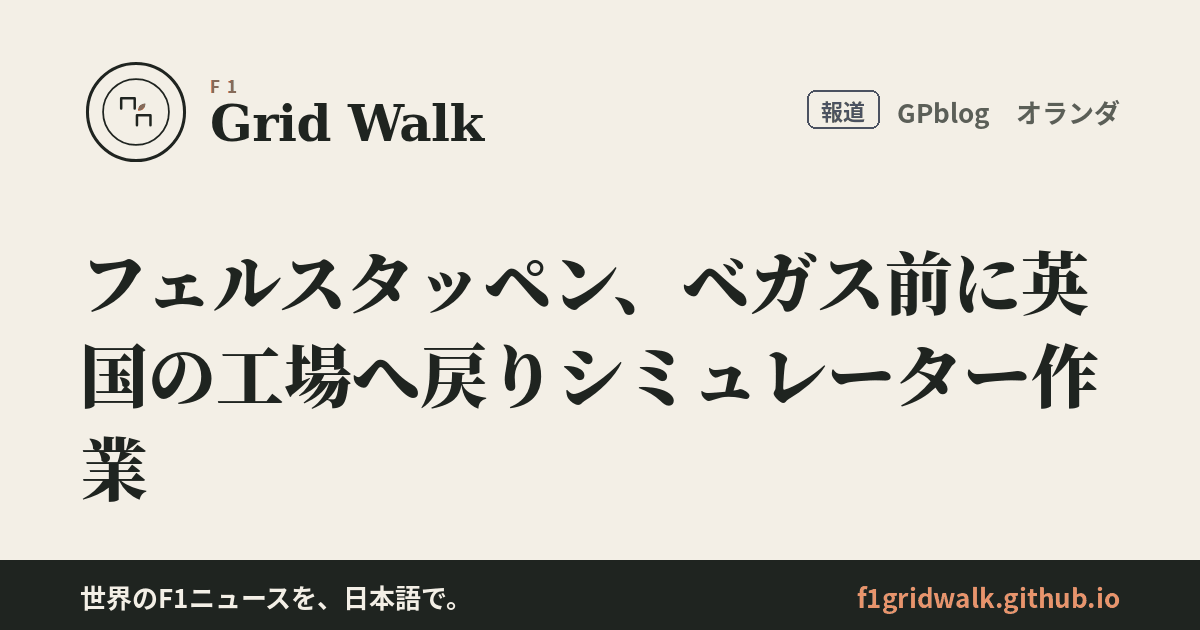 F1
Grid Walk
報道 GPblog オランダ
フェルスタッペン、ベガス前に英
国の工場へ戻りシミュレーター作
業
世界のF1ニュースを、日本語で。
f1gridwalk.github.io